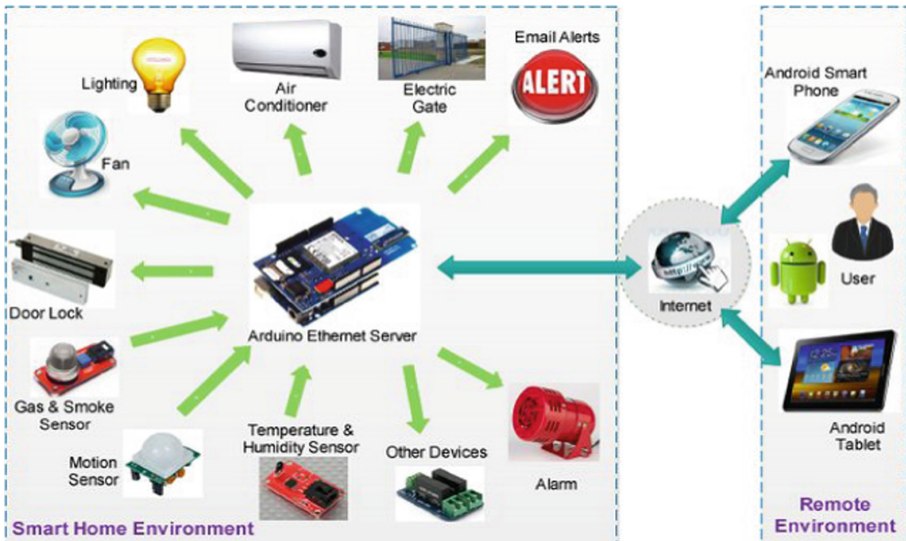 Lighting
Air
Conditioner
Electric
Gate
Email Alerts
ALERT
Android Smart
Phone
Fan
Door Lock
Arduino Ethernet Server
http://
Internet
User
Gas & Smoke
Sensor
Motion
Sensor
Temperature &
Humidity Sensor
Other Devices
Alarm
Android
Tablet
Smart Home Environment
Remote
Environment